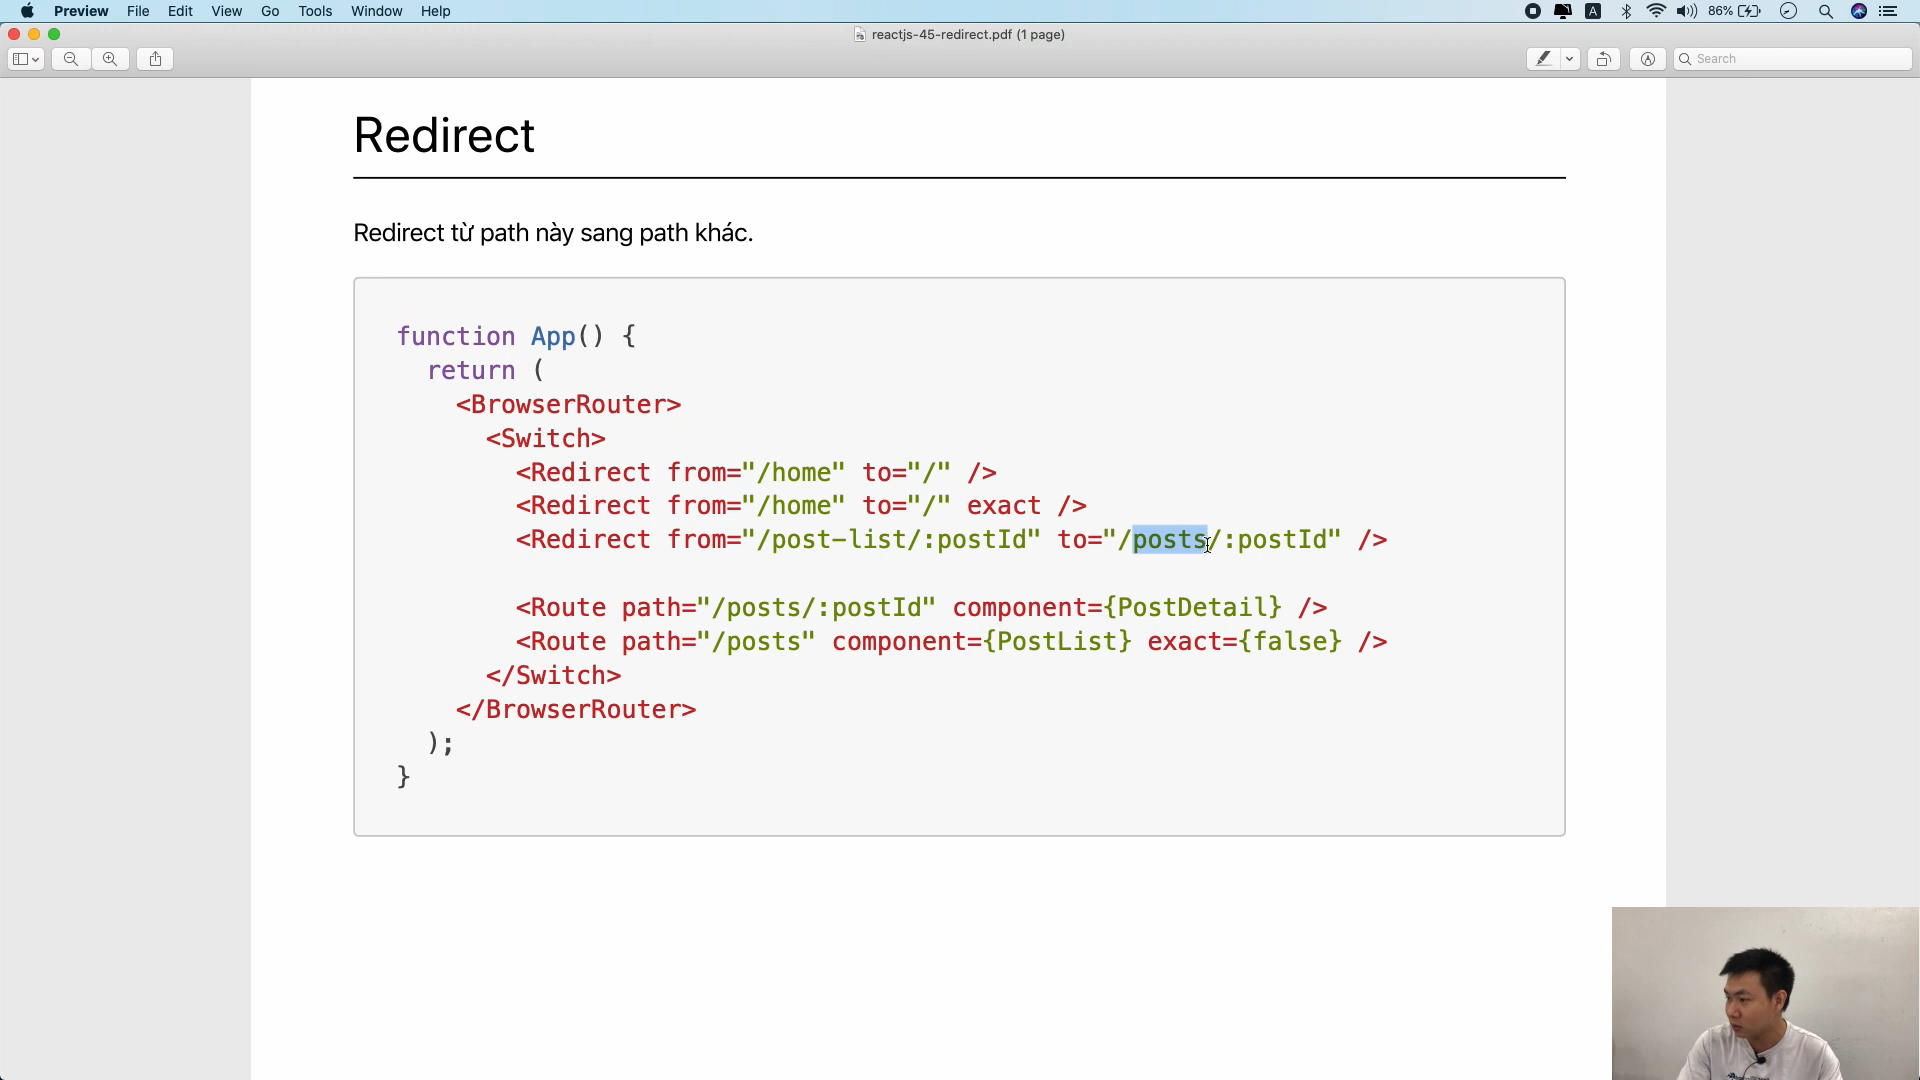 Preview File Edit View Go Tools Window Help
A 86%
reactjs-45-redirect.pdf (1 page)
Search
Redirect
Redirect từ path này sang path khác.
function App() {
return (
<BrowserRouter>
<Switch>
<Redirect from="/home" to="/" />
<Redirect from="/home" to="/" exact />
<Redirect from="/post-list/:postId" to="/posts/:postId" />
<Route path="/posts/:postId" component={PostDetail} />
<Route path="/posts" component={PostList} exact={false} />
</Switch>
</BrowserRouter>
);
}